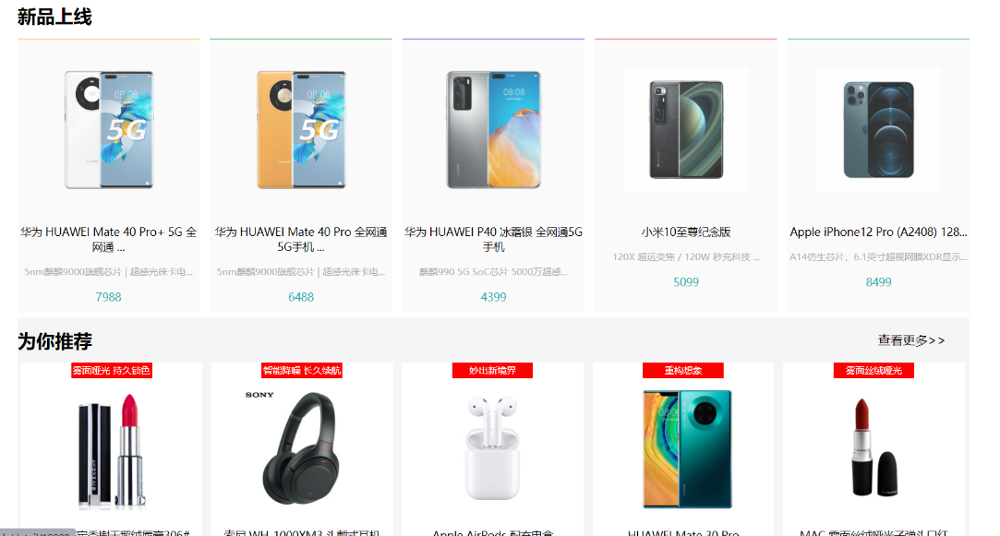 新品上线
08:08
5G
08:08
5G
08:08
华为 HUAWEI Mate 40 Pro+ 5G 全
网通 ...
5nm麒麟9000旗舰芯片 | 超感光徕卡电...
7988
华为 HUAWEI Mate 40 Pro 全网通
5G手机 ...
5nm麒麟9000旗舰芯片 | 超感光徕卡电...
6488
华为 HUAWEI P40 冰霜银 全网通5G
手机
麒麟990 5G SoC芯片 5000万超感...
4399
小米10至尊纪念版
120X 超远变焦 / 120W 秒充科技 ...
5099
Apple iPhone12 Pro (A2408) 128...
A14仿生芯片，6.1英寸超视网膜XDR显示...
8499
为你推荐
查看更多>>
雾面哑光 持久锁色
智能降噪 长久续航
SONY
妙出新境界
重构想象
08:08
雾面丝绒哑光
索尼 WH-1000XM3 头戴式耳机
Apple AirPods 配充电盒
HUAWEI Mate 30 Pro
MAC 雾面丝绒哑光子弹头口红